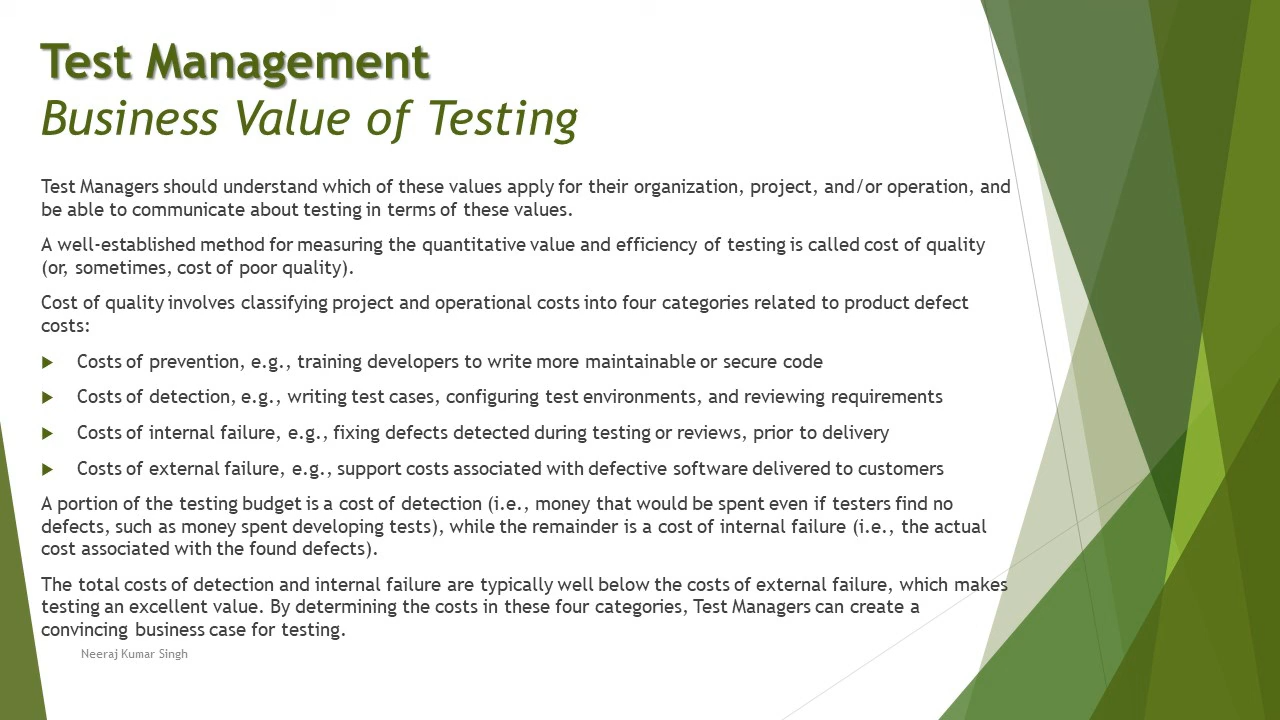 Test Management
Business Value of Testing
Test Managers should understand which of these values apply for their organization, project, and/or operation, and
be able to communicate about testing in terms of these values.
A well-established method for measuring the quantitative value and efficiency of testing is called cost of quality
(or, sometimes, cost of poor quality).
Cost of quality involves classifying project and operational costs into four categories related to product defect
costs:
Costs of prevention, e.g., training developers to write more maintainable or secure code
Costs of detection, e.g., writing test cases, configuring test environments, and reviewing requirements
Costs of internal failure, e.g., fixing defects detected during testing or reviews, prior to delivery
Costs of external failure, e.g., support costs associated with defective software delivered to customers
A portion of the testing budget is a cost of detection (i.e., money that would be spent even if testers find no
defects, such as money spent developing tests), while the remainder is a cost of internal failure (i.e., the actual
cost associated with the found defects).
The total costs of detection and internal failure are typically well below the costs of external failure, which makes
testing an excellent value. By determining the costs in these four categories, Test Managers can create a
convincing business case for testing.
Neeraj Kumar Singh